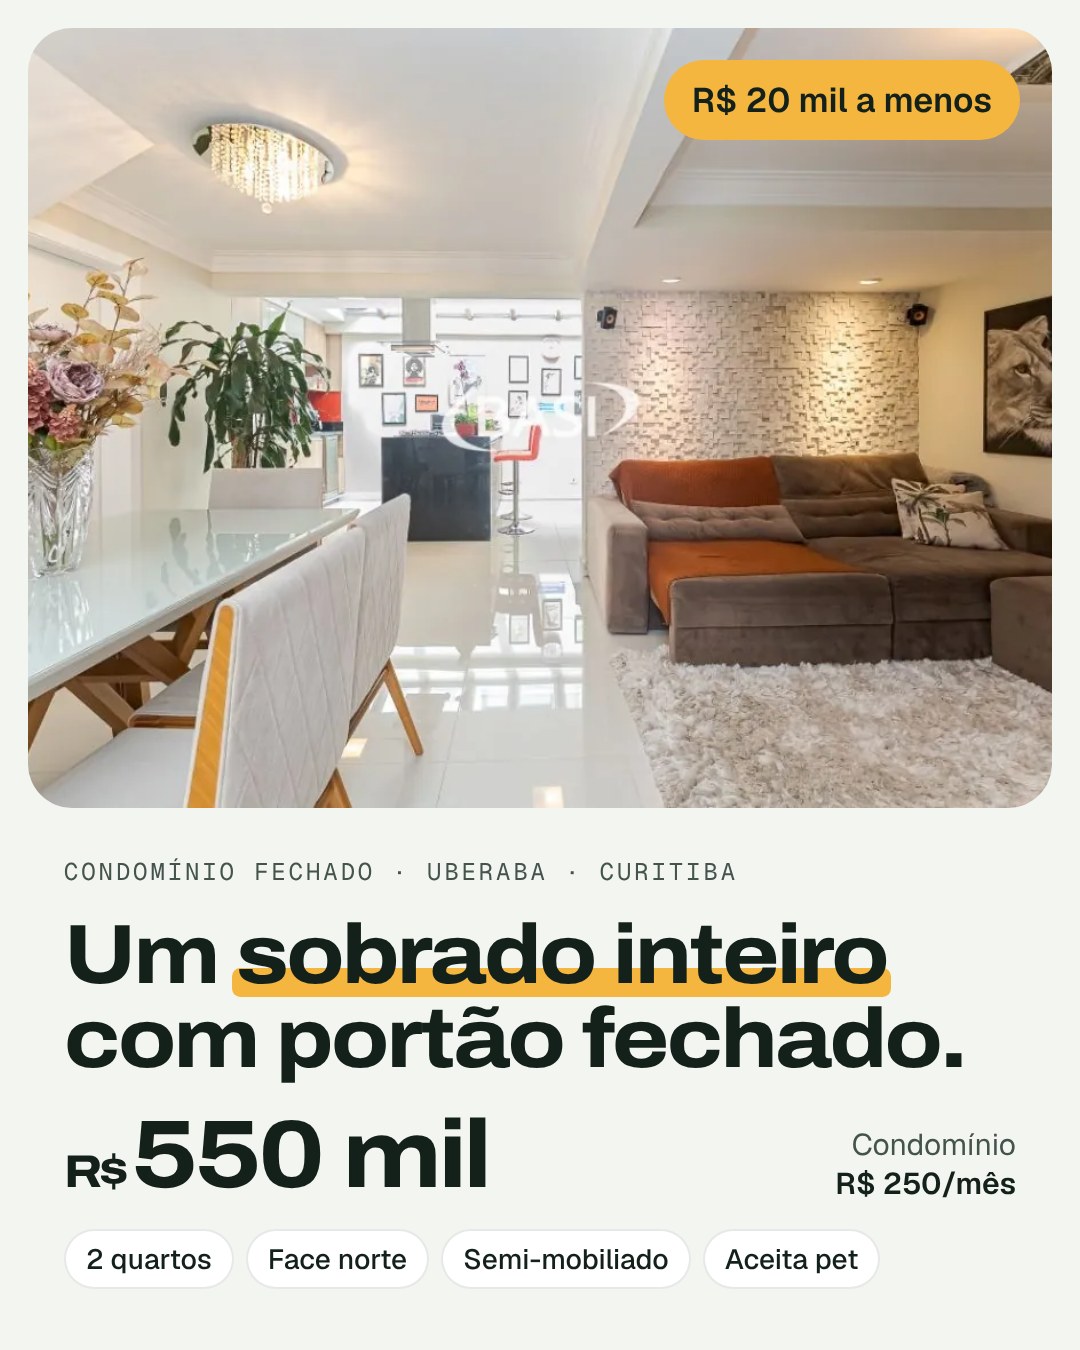 R$ 20 mil a menos
BASI
CONDOMÍNIO FECHADO · UBERABA · CURITIBA
Um sobrado inteiro
com portão fechado.
R$ 550 mil
Condomínio
R$ 250/mês
2 quartos
Face norte
Semi-mobiliado
Aceita pet